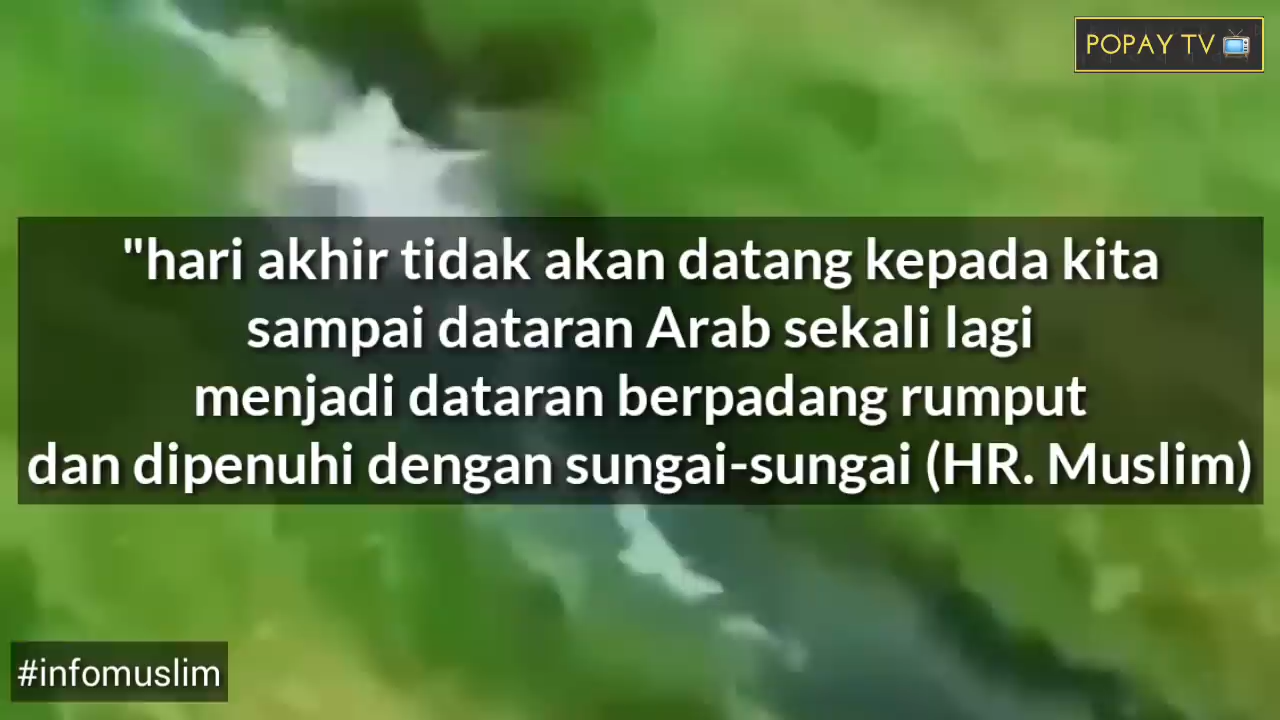 POPAY TV
"hari akhir tidak akan datang kepada kita
sampai dataran Arab sekali lagi
menjadi dataran berpadang rumput
dan dipenuhi dengan sungai-sungai (HR. Muslim)
#infomuslim